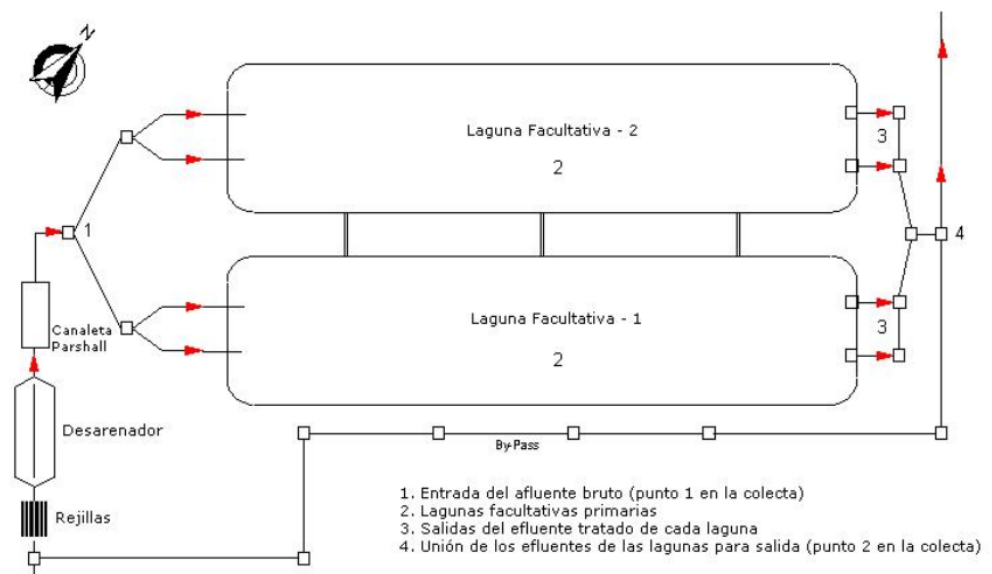 N
Laguna Facultativa - 2
2
3
1
4
Laguna Facultativa - 1
2
3
Canaleta
Parshall
Desarenador
By-Pass
Rejillas
1. Entrada del afluente bruto (punto 1 en la colecta)
2. Lagunas facultativas primarias
3. Salidas del efluente tratado de cada laguna
4. Unión de los efluentes de las lagunas para salida (punto 2 en la colecta)